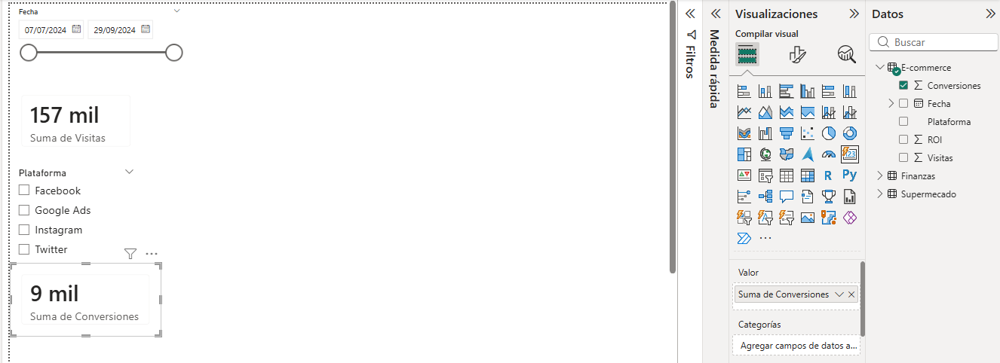 Fecha
07/07/2024
29/09/2024
157 mil
Suma de Visitas
Plataforma
Facebook
Google Ads
Instagram
Twitter
9 mil
Suma de Conversiones
Filtros
Medida rápida
Visualizaciones
Compilar visual
123
R
Py
Valor
Suma de Conversiones
Categorías
Agregar campos de datos a...
Datos
Buscar
E-commerce
Conversiones
Fecha
Plataforma
ROI
Visitas
Finanzas
Supermecado